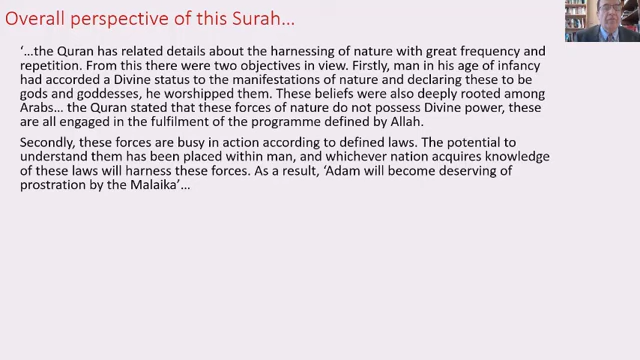 Overall perspective of this Surah…
‘…the Quran has related details about the harnessing of nature with great frequency and
repetition. From this there were two objectives in view. Firstly, man in his age of infancy
had accorded a Divine status to the manifestations of nature and declaring these to be
gods and goddesses, he worshipped them. These beliefs were also deeply rooted among
Arabs… the Quran stated that these forces of nature do not possess Divine power, these
are all engaged in the fulfilment of the programme defined by Allah.
Secondly, these forces are busy in action according to defined laws. The potential to
understand them has been placed within man, and whichever nation acquires knowledge
of these laws will harness these forces. As a result, ‘Adam will become deserving of
prostration by the Malaika’…